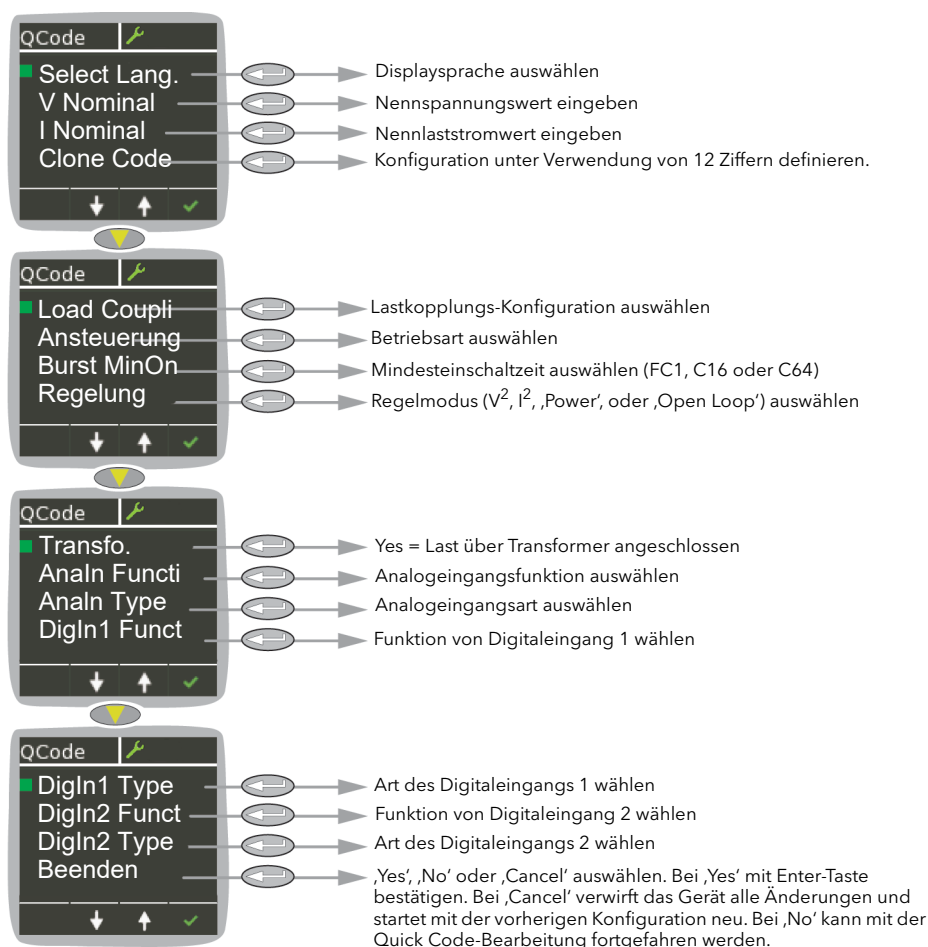 QCode
Select Lang. Displaysprache auswählen
V Nominal Nennspannungswert eingeben
I Nominal Nennlaststromwert eingeben
Clone Code Konfiguration unter Verwendung von 12 Ziffern definieren.
QCode
Load Coupli Lastkopplungs-Konfiguration auswählen
Ansteuerung Betriebsart auswählen
Burst MinOn Mindesteinschaltzeit auswählen (FC1, C16 oder C64)
Regelung Regelmodus (V², I², ‚Power‘, oder ‚Open Loop‘) auswählen
QCode
Transfo. Yes = Last über Transformer angeschlossen
AnaIn Functi Analogeingangsfunktion auswählen
AnaIn Type Analogeingangsart auswählen
DigIn1 Funct Funktion von Digitaleingang 1 wählen
QCode
DigIn1 Type Art des Digitaleingangs 1 wählen
DigIn2 Funct Funktion von Digitaleingang 2 wählen
DigIn2 Type Art des Digitaleingangs 2 wählen
Beenden ‚Yes‘, ‚No‘ oder ‚Cancel‘ auswählen. Bei ‚Yes‘ mit Enter-Taste
bestätigen. Bei ‚Cancel‘ verwirft das Gerät alle Änderungen und
startet mit der vorherigen Konfiguration neu. Bei ‚No‘ kann mit der
Quick Code-Bearbeitung fortgefahren werden.